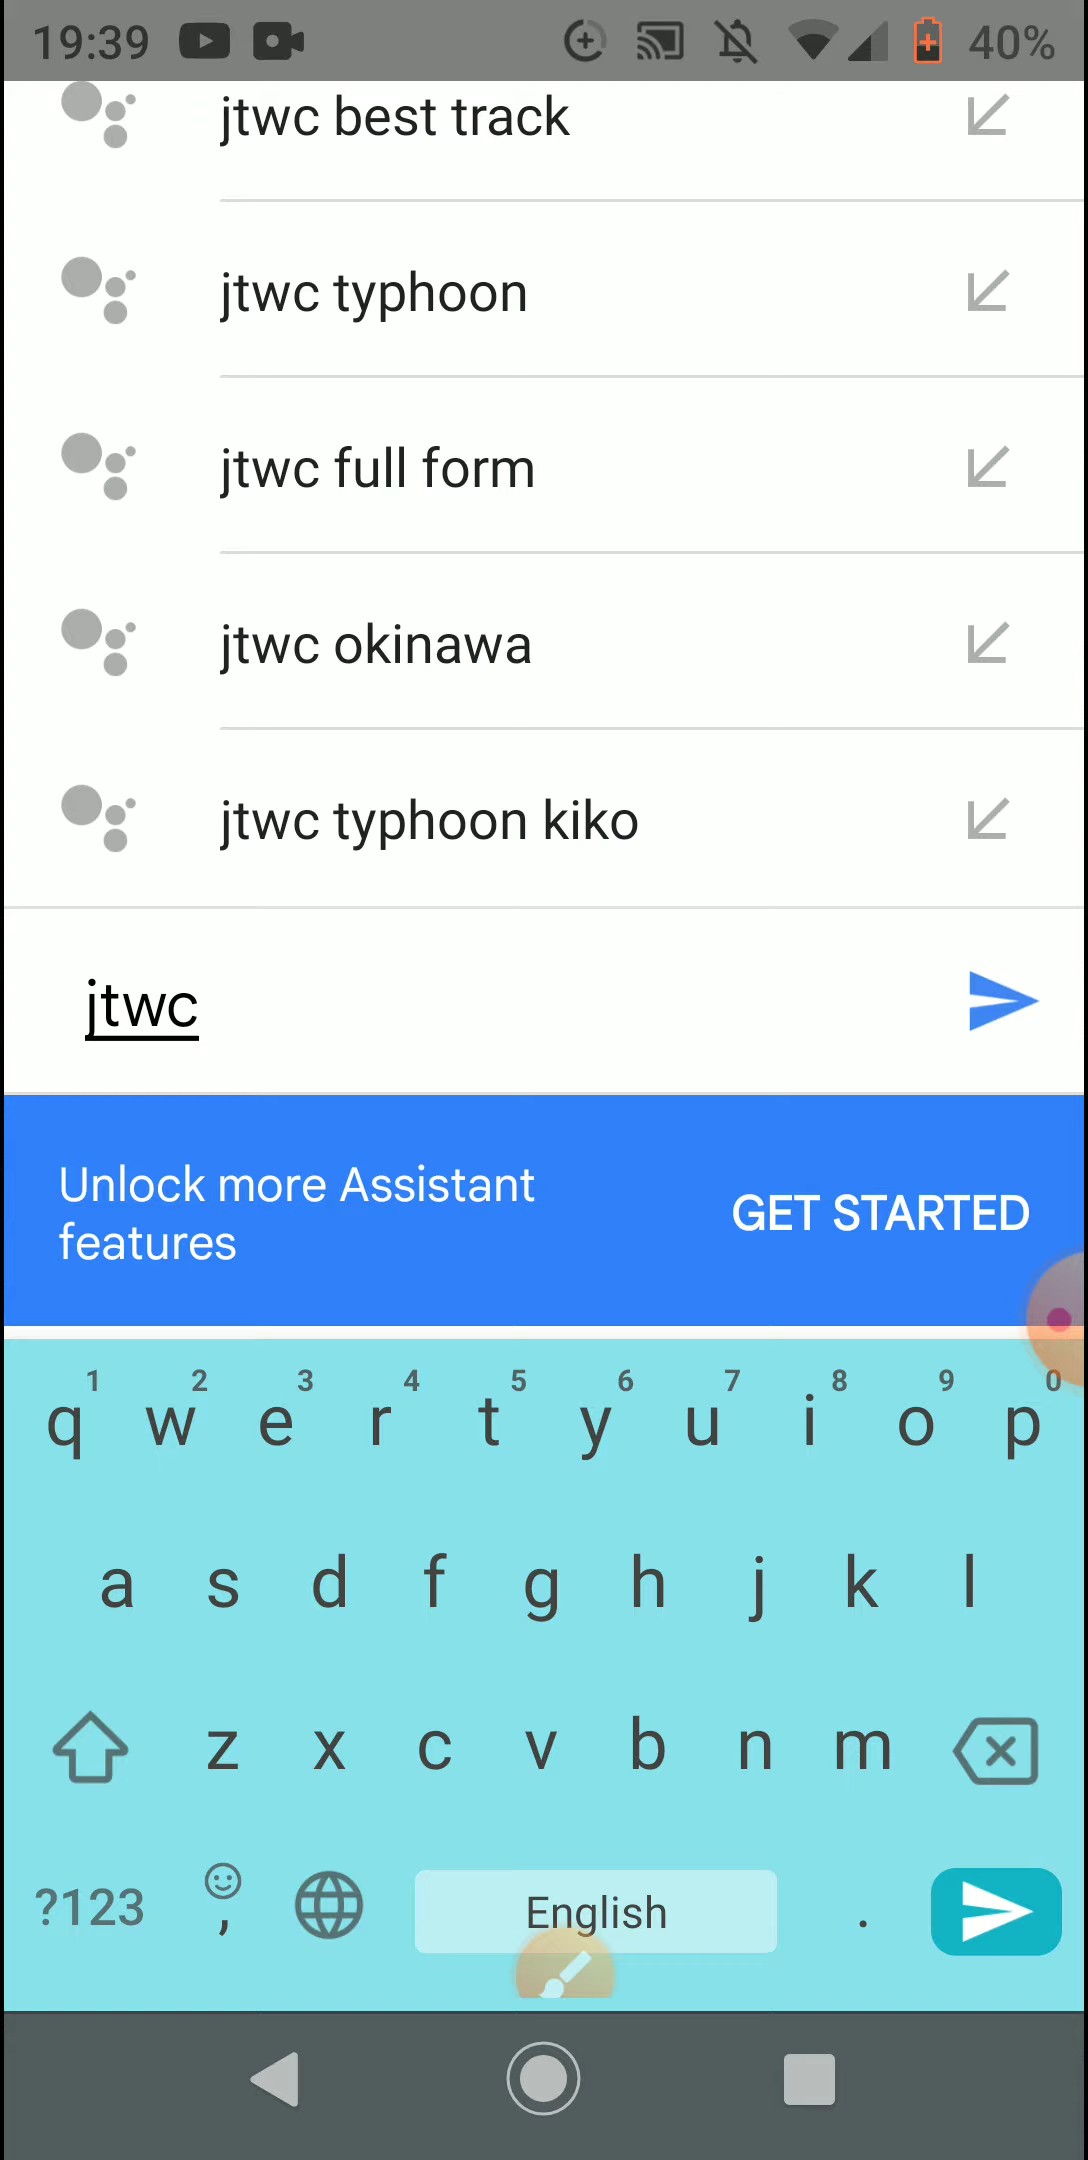 19:39
40%
jtwc best track
jtwc typhoon
jtwc full form
jtwc okinawa
jtwc typhoon kiko
jtwc
Unlock more Assistant
features
GET STARTED
1 2 3 4 5 6 7 8 9 0
q w e r t y u i o p
a s d f g h j k l
z x c v b n m
?123 , English .